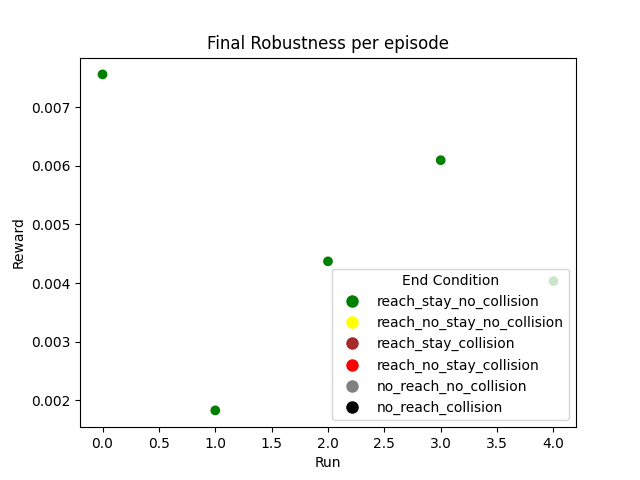 Final Robustness per episode
Reward
0.007
0.006
0.005
0.004
0.003
0.002
End Condition
reach_stay_no_collision
reach_no_stay_no_collision
reach_stay_collision
reach_no_stay_collision
no_reach_no_collision
no_reach_collision
0.0 0.5 1.0 1.5 2.0 2.5 3.0 3.5 4.0
Run